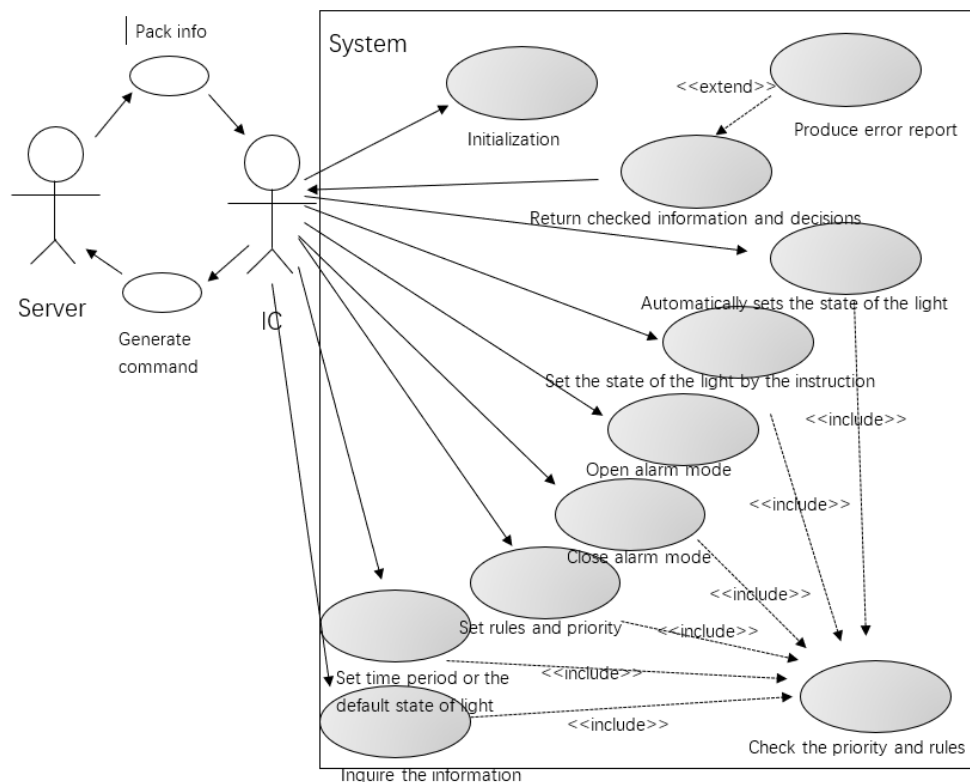 Pack info
System
<<extend>>
Initialization
Produce error report
Return checked information and decisions
Server
IC
Automatically sets the state of the light
Generate
command
Set the state of the light by the instruction
<<include>>
Open alarm mode
<<include>>
Close alarm mode
<<include>>
Set rules and priority
<<include>>
Set time period or the
default state of light
<<include>>
<<include>>
Check the priority and rules
Inquire the information